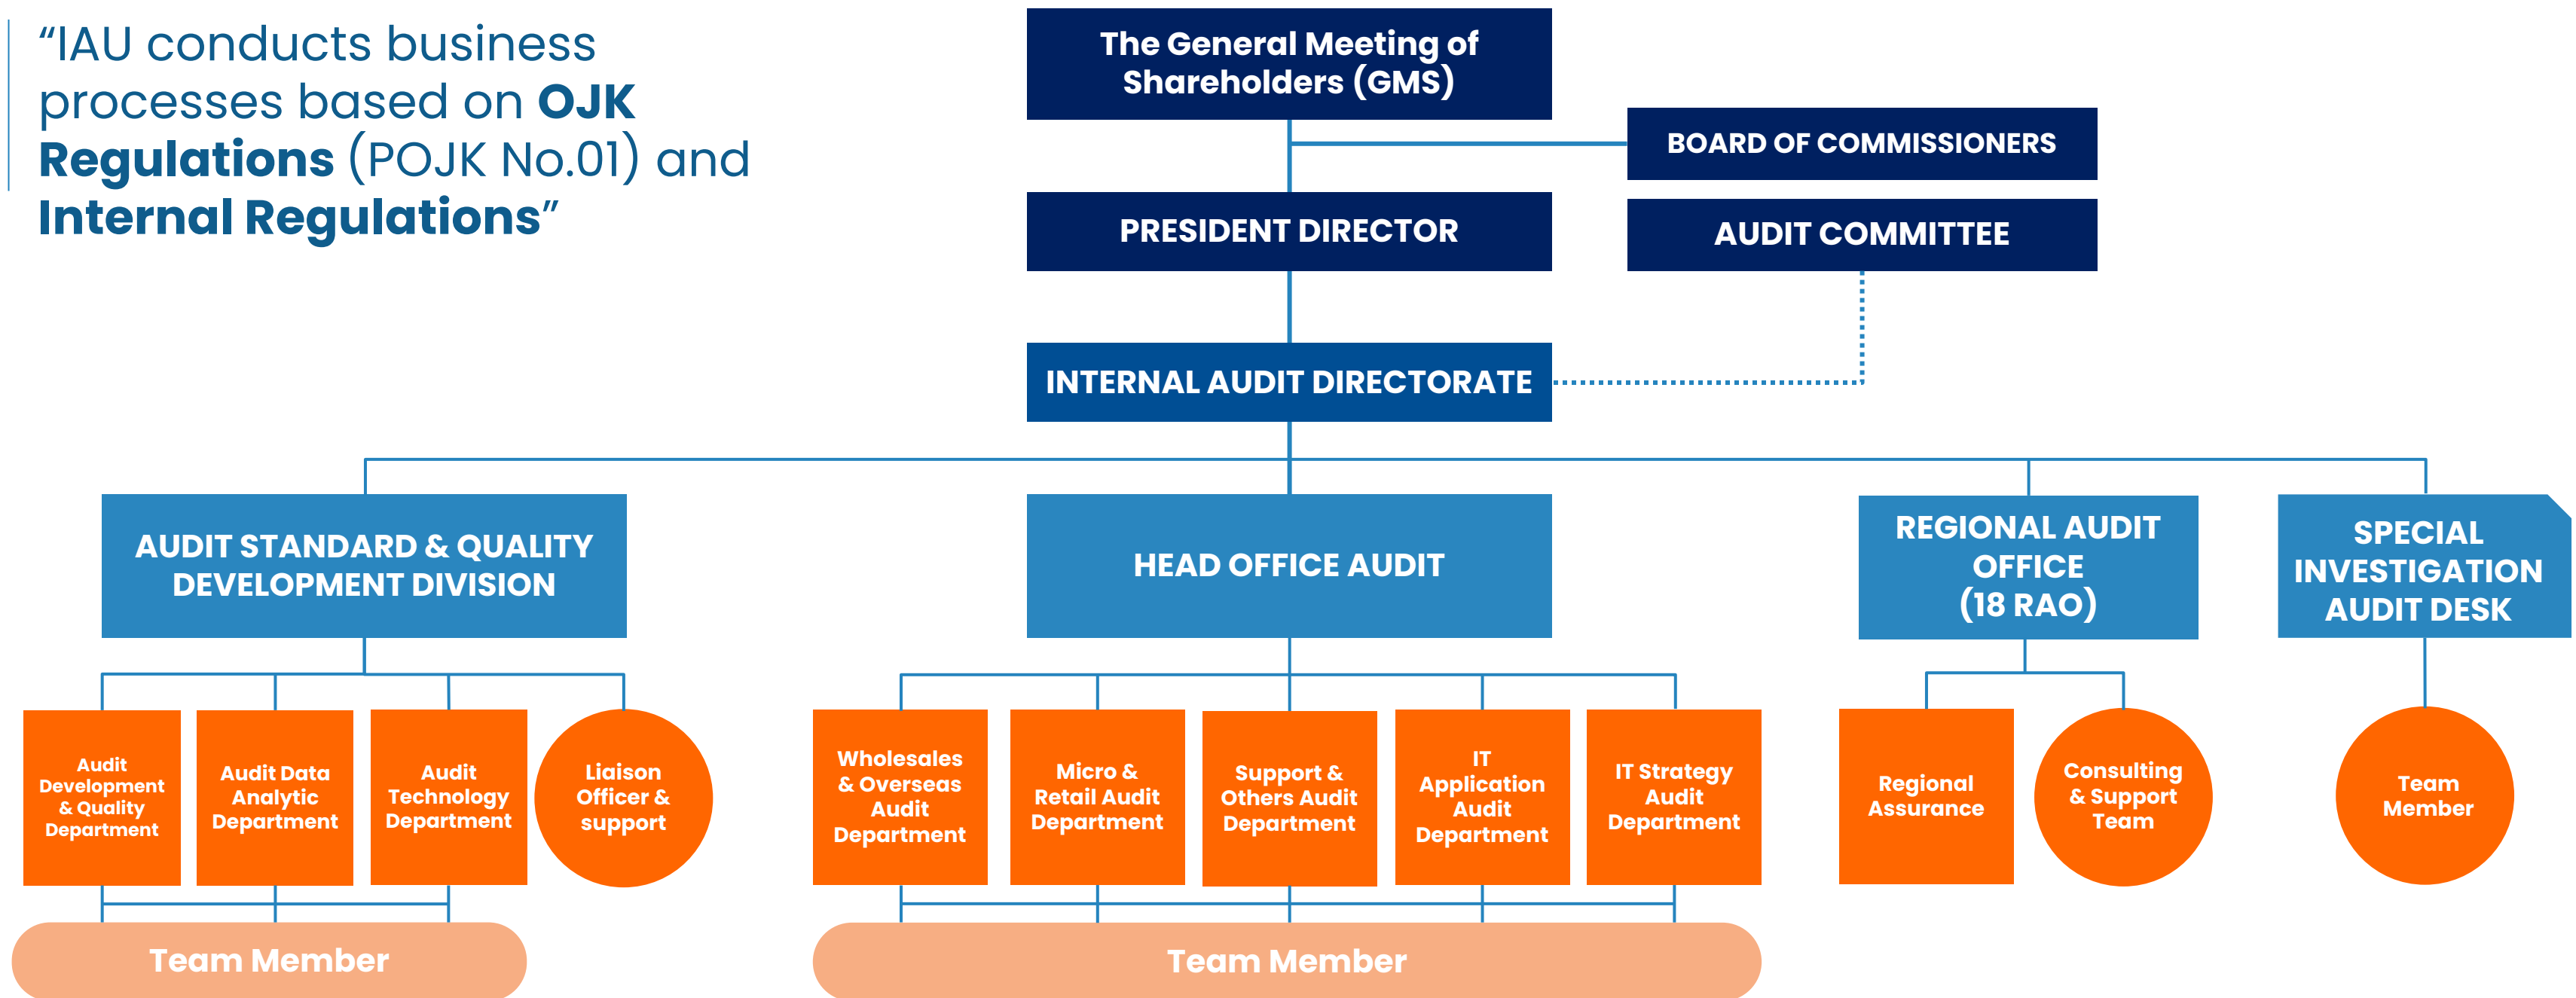 “IAU conducts business
processes based on OJK
Regulations (POJK No.01) and
Internal Regulations”
The General Meeting of
Shareholders (GMS)
BOARD OF COMMISSIONERS
PRESIDENT DIRECTOR
AUDIT COMMITTEE
INTERNAL AUDIT DIRECTORATE
AUDIT STANDARD & QUALITY
DEVELOPMENT DIVISION
HEAD OFFICE AUDIT
REGIONAL AUDIT
OFFICE
(18 RAO)
SPECIAL
INVESTIGATION
AUDIT DESK
Audit
Development
& Quality
Department
Audit Data
Analytic
Department
Audit
Technology
Department
Liaison
Officer &
support
Wholesales
& Overseas
Audit
Department
Micro &
Retail Audit
Department
Support &
Others Audit
Department
IT
Application
Audit
Department
IT Strategy
Audit
Department
Regional
Assurance
Consulting
& Support
Team
Team
Member
Team Member
Team Member